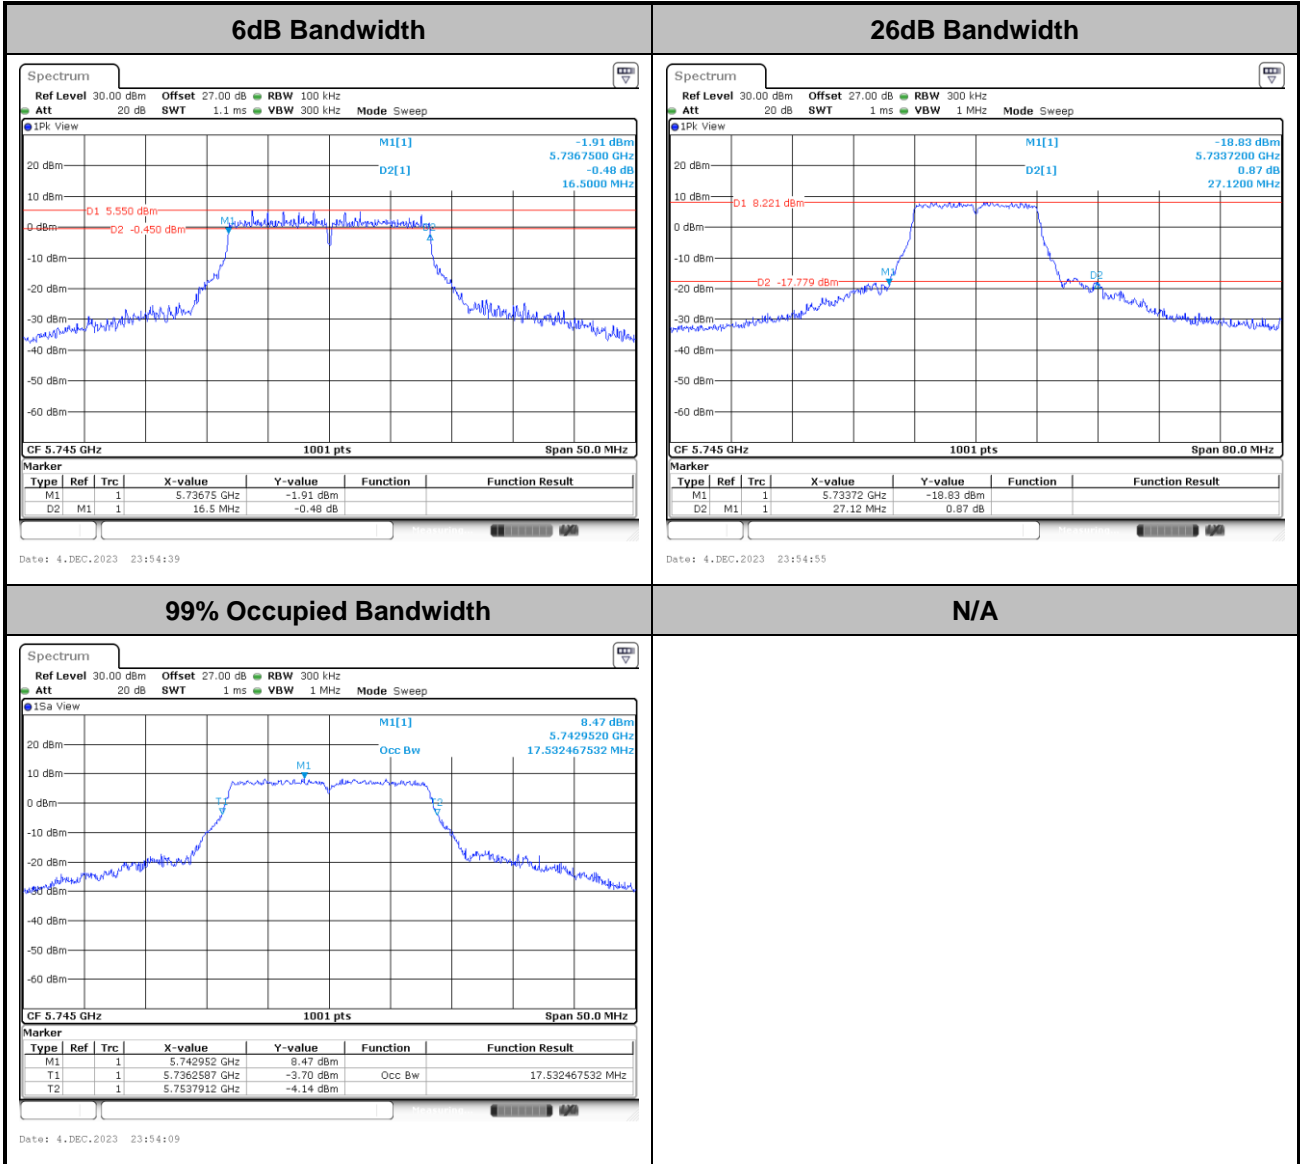 6dB Bandwidth
26dB Bandwidth
Spectrum
Ref Level 30.00 dBm Offset 27.00 dB RBW 100 kHz
Att 20 dB SWT 1.1 ms VBW 300 kHz Mode Sweep
1Pk View
M1[1] -1.91 dBm
5.7367500 GHz
D2[1] -0.48 dB
16.5000 MHz
20 dBm
10 dBm
D1 5.550 dBm
M1
0 dBm
D2 -0.450 dBm
D2
-10 dBm
-20 dBm
-30 dBm
-40 dBm
-50 dBm
-60 dBm
CF 5.745 GHz 1001 pts Span 50.0 MHz
Marker
Type Ref Trc X-value Y-value Function Function Result
M1 1 5.73675 GHz -1.91 dBm
D2 M1 1 16.5 MHz -0.48 dB
Date: 4.DEC.2023 23:54:39
Spectrum
Ref Level 30.00 dBm Offset 27.00 dB RBW 300 kHz
Att 20 dB SWT 1 ms VBW 1 MHz Mode Sweep
1Pk View
M1[1] -18.83 dBm
5.7337200 GHz
D2[1] 0.87 dB
27.1200 MHz
20 dBm
10 dBm
D1 8.221 dBm
0 dBm
-10 dBm
M1
D2
D2 -17.779 dBm
-20 dBm
-30 dBm
-40 dBm
-50 dBm
-60 dBm
CF 5.745 GHz 1001 pts Span 80.0 MHz
Marker
Type Ref Trc X-value Y-value Function Function Result
M1 1 5.73372 GHz -18.83 dBm
D2 M1 1 27.12 MHz 0.87 dB
Date: 4.DEC.2023 23:54:55
99% Occupied Bandwidth
N/A
Spectrum
Ref Level 30.00 dBm Offset 27.00 dB RBW 300 kHz
Att 20 dB SWT 1 ms VBW 1 MHz Mode Sweep
1Sa View
M1[1] 8.47 dBm
5.7429520 GHz
Occ Bw 17.532467532 MHz
20 dBm
M1
10 dBm
0 dBm
T1
T2
-10 dBm
-20 dBm
-30 dBm
-40 dBm
-50 dBm
-60 dBm
CF 5.745 GHz 1001 pts Span 50.0 MHz
Marker
Type Ref Trc X-value Y-value Function Function Result
M1 1 5.742952 GHz 8.47 dBm
T1 1 5.7362587 GHz -3.70 dBm Occ Bw 17.532467532 MHz
T2 1 5.7537912 GHz -4.14 dBm
Date: 4.DEC.2023 23:54:09